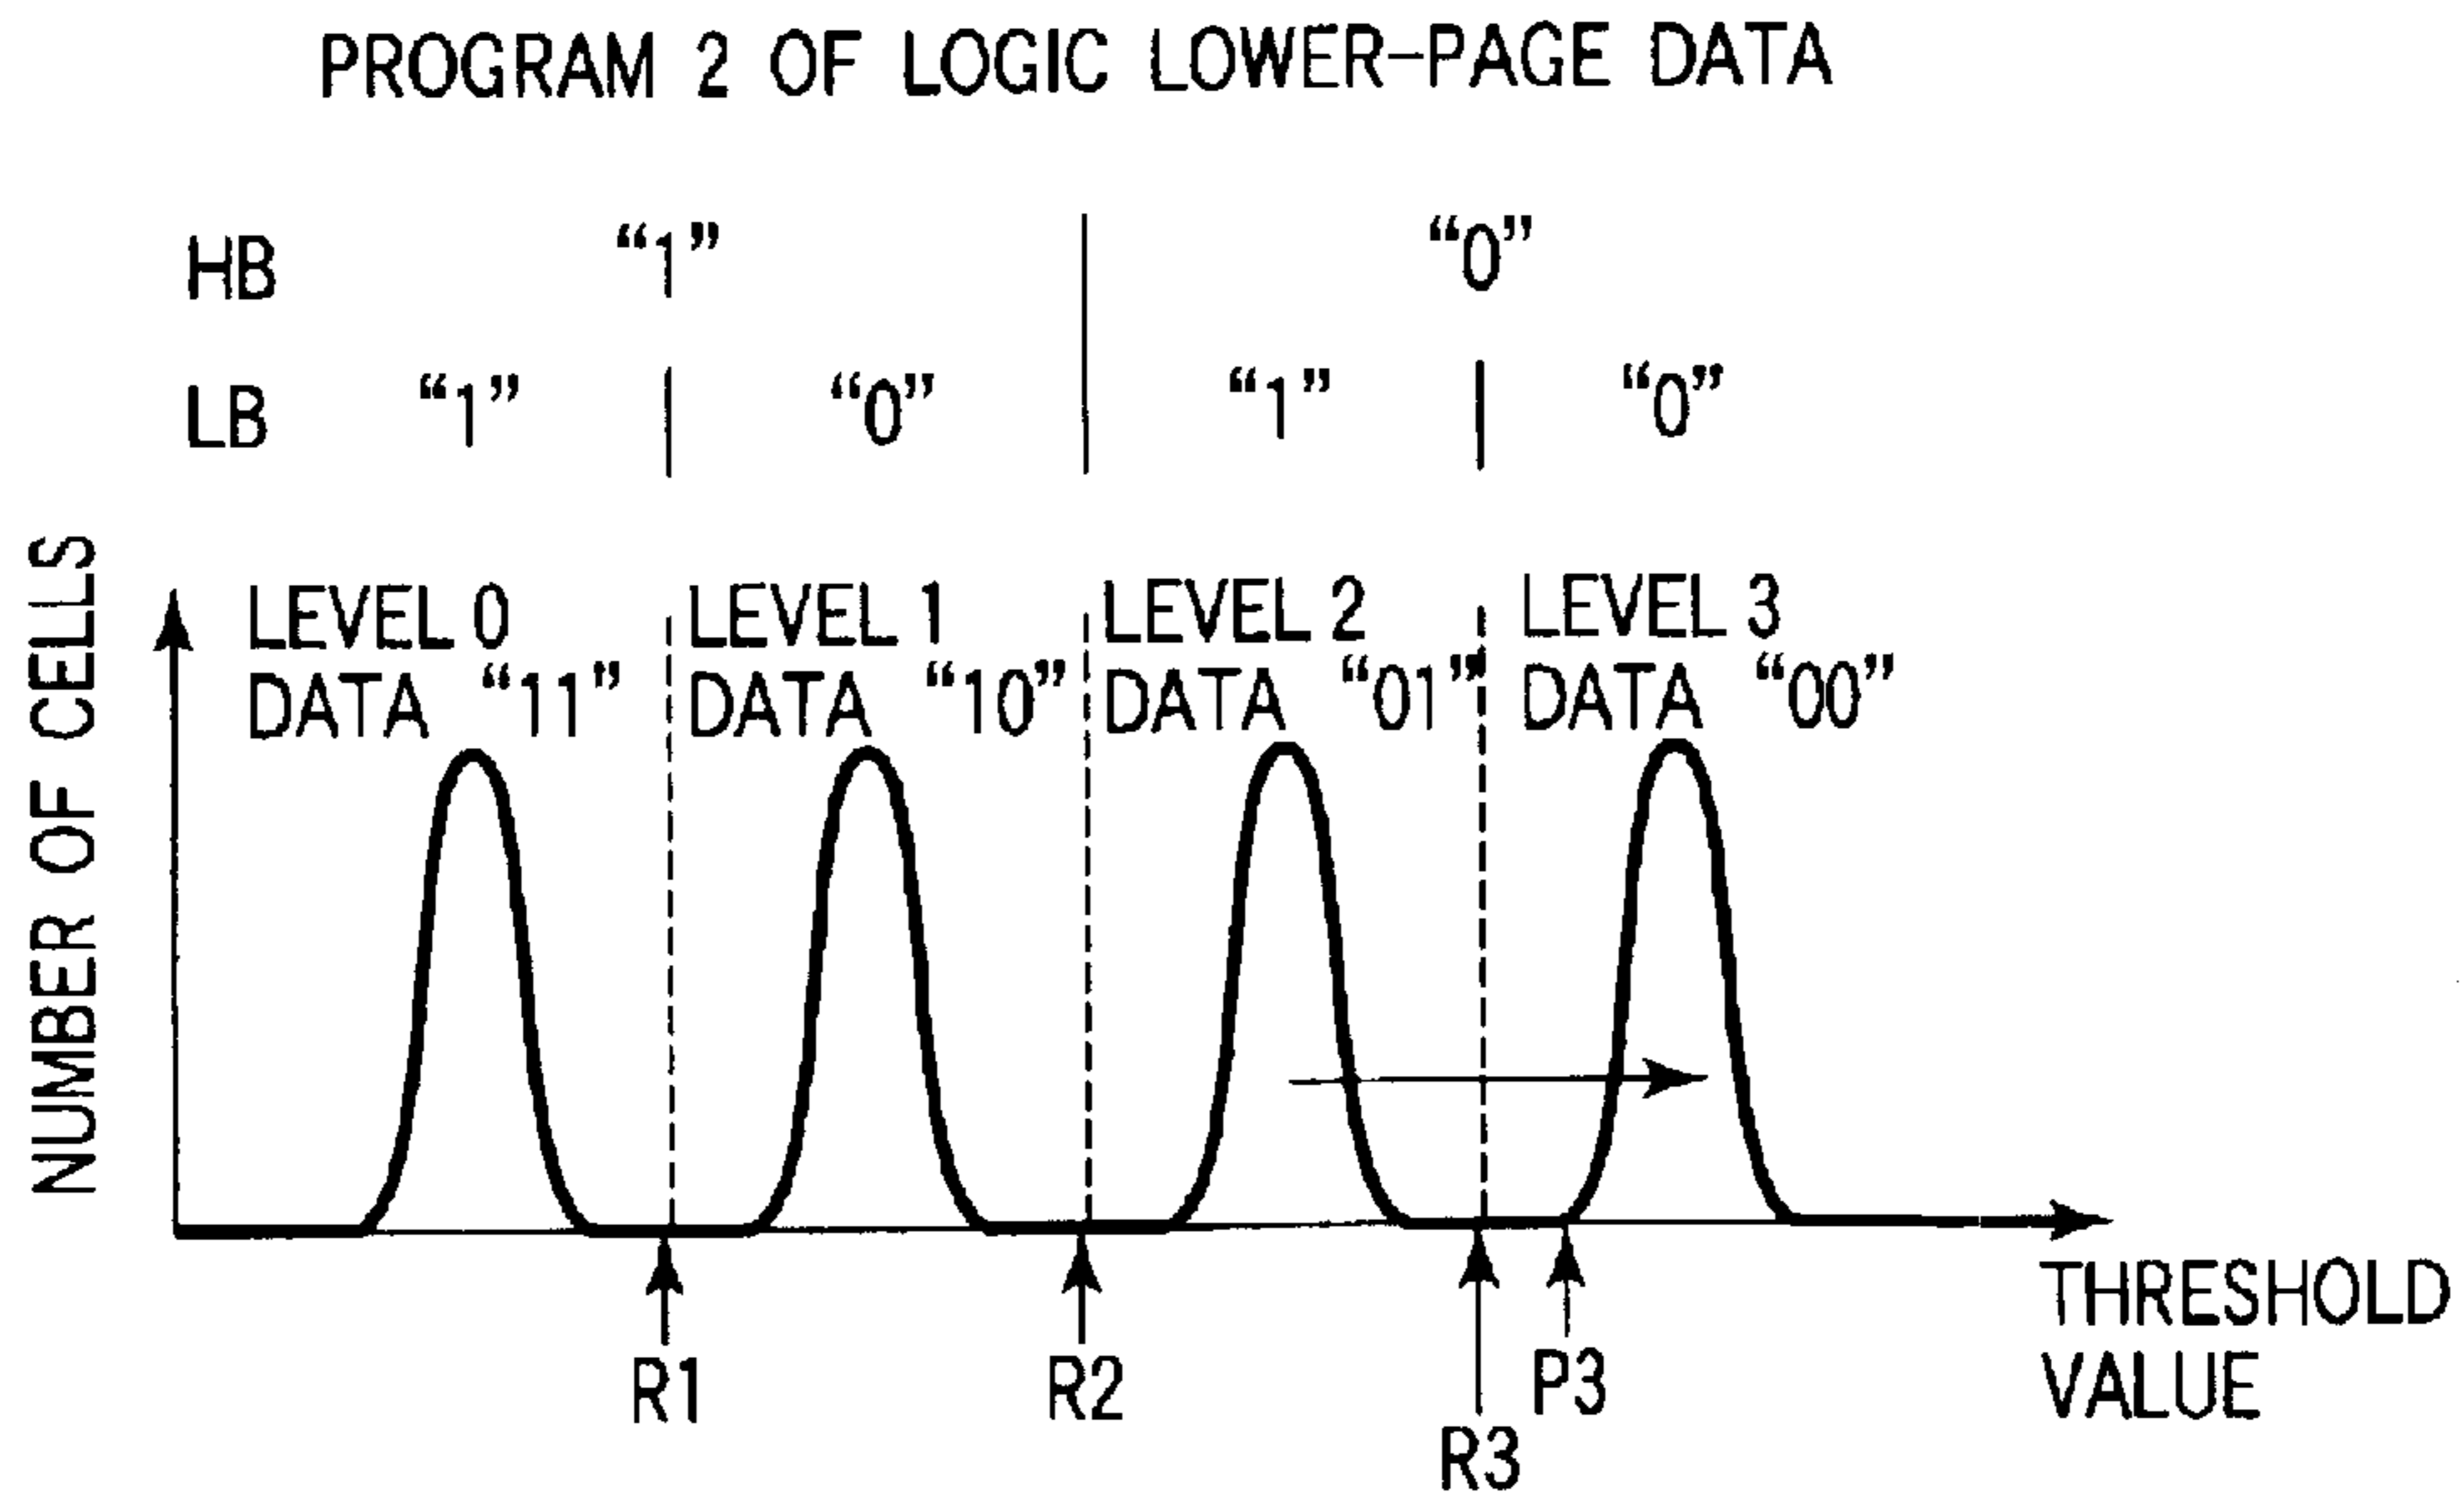 PROGRAM 2 OF LOGIC LOWER-PAGE DATA
HB “1” “0”
LB “1” “0” “1” “0”
NUMBER OF CELLS
LEVEL 0 LEVEL 1 LEVEL 2 LEVEL 3
DATA “11” DATA “10” DATA “01” DATA “00”
THRESHOLD
VALUE
R1 R2 P3
R3